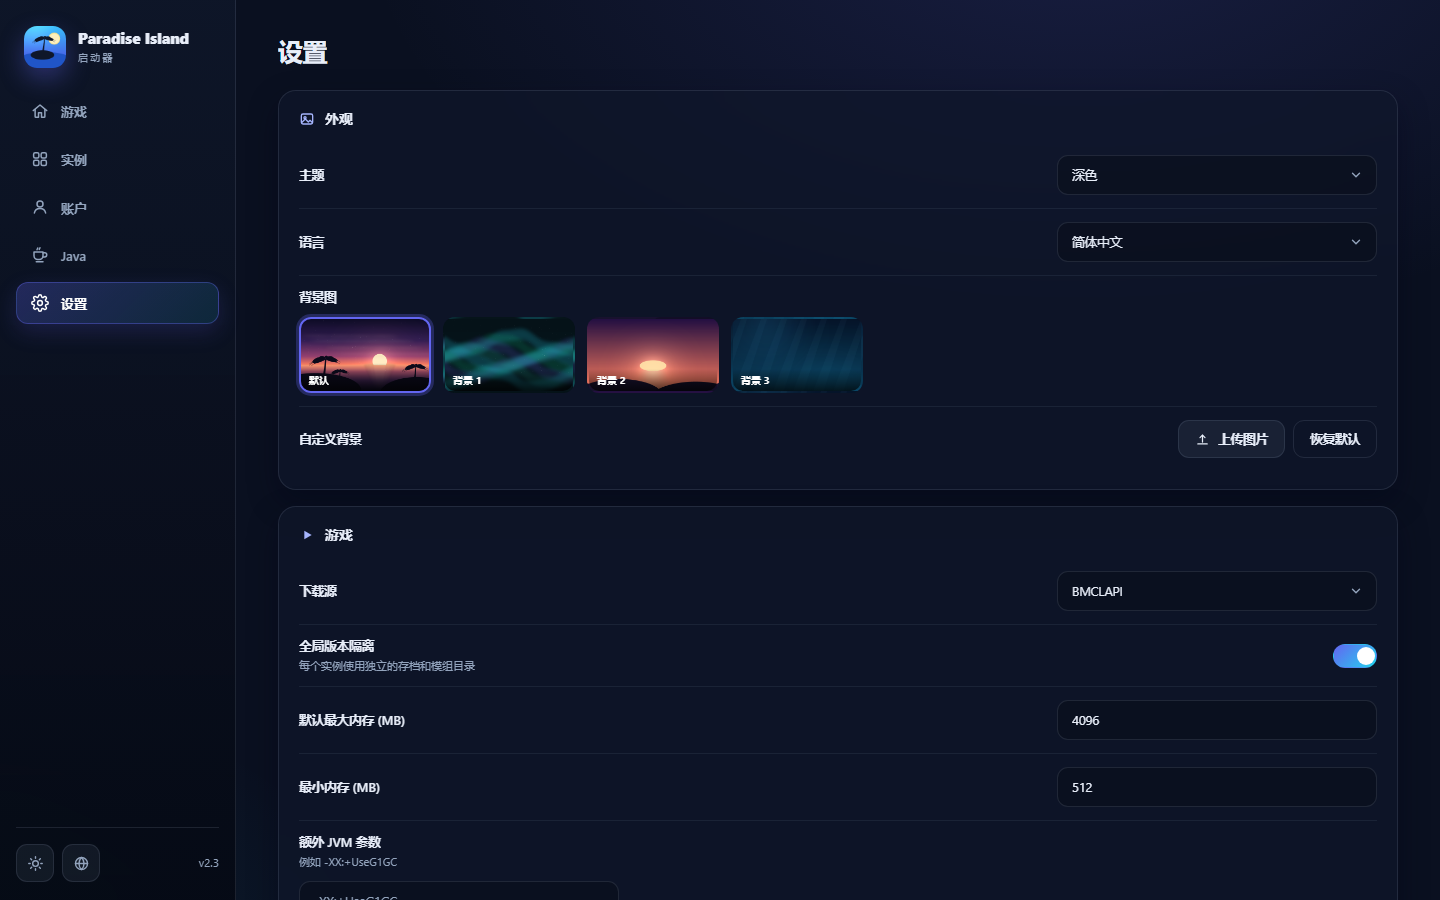 Paradise Island
启动器
游戏
实例
账户
Java
设置
v2.3
设置
外观
主题
深色
语言
简体中文
背景图
默认
背景 1
背景 2
背景 3
自定义背景
上传图片
恢复默认
游戏
下载源
BMCLAPI
全局版本隔离
每个实例使用独立的存档和模组目录
默认最大内存 (MB)
4096
最小内存 (MB)
512
额外 JVM 参数
例如 -XX:+UseG1GC
-XX:+UseG1GC